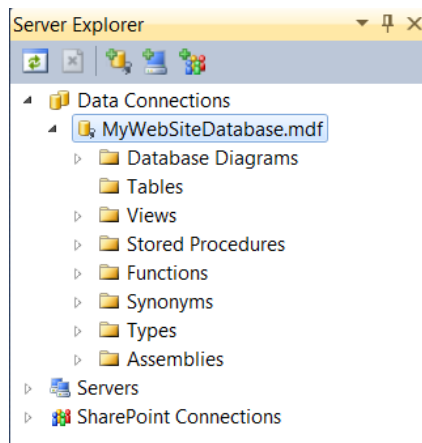 Server Explorer
Data Connections
MyWebSiteDatabase.mdf
Database Diagrams
Tables
Views
Stored Procedures
Functions
Synonyms
Types
Assemblies
Servers
SharePoint Connections